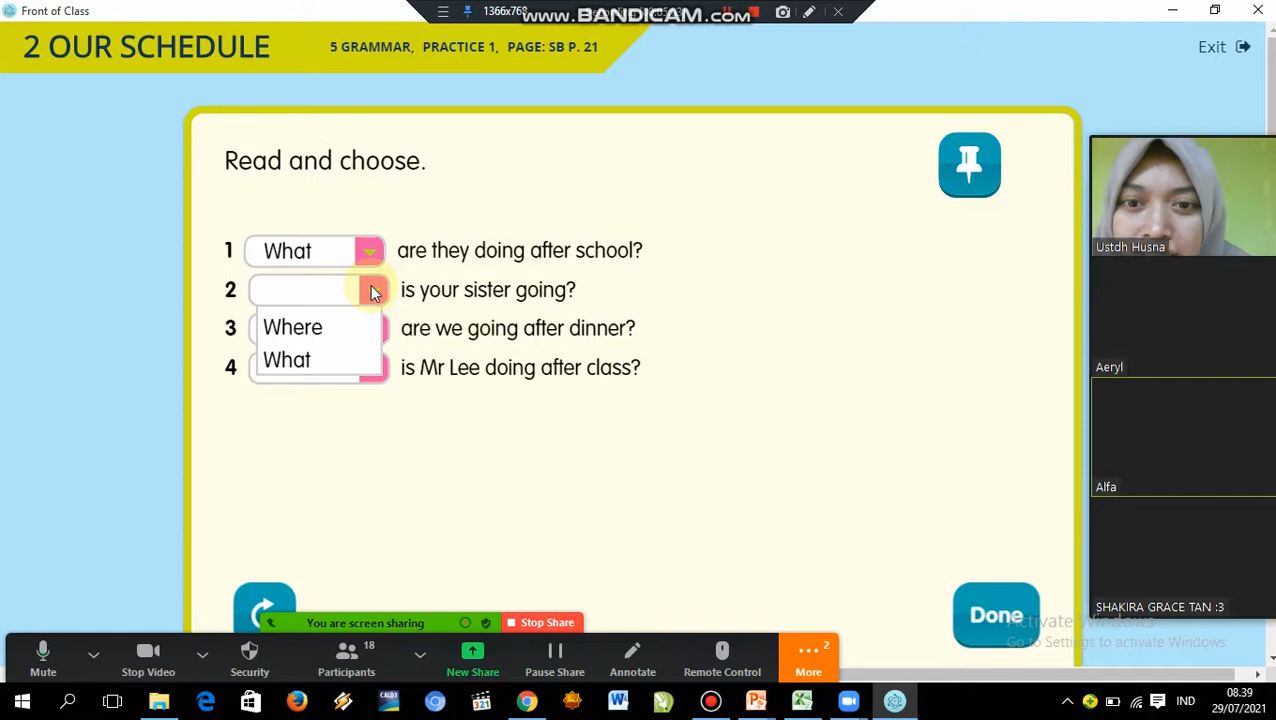 Front of Class
1366x768
www.BANDICAM.com
2 OUR SCHEDULE
5 GRAMMAR, PRACTICE 1, PAGE: SB P. 21
Exit
Read and choose.
1 What are they doing after school?
2 is your sister going?
Where
What
3 are we going after dinner?
4 is Mr Lee doing after class?
Done
Ustdh Husna
Aeryl
Alfa
SHAKIRA GRACE TAN :3
Activate Windows
Go to Settings to activate Windows.
You are screen sharing
Stop Share
Mute
Stop Video
Security
18
Participants
New Share
Pause Share
Annotate
Remote Control
2
More
CALDJ
321
IND
08.39
29/07/2021